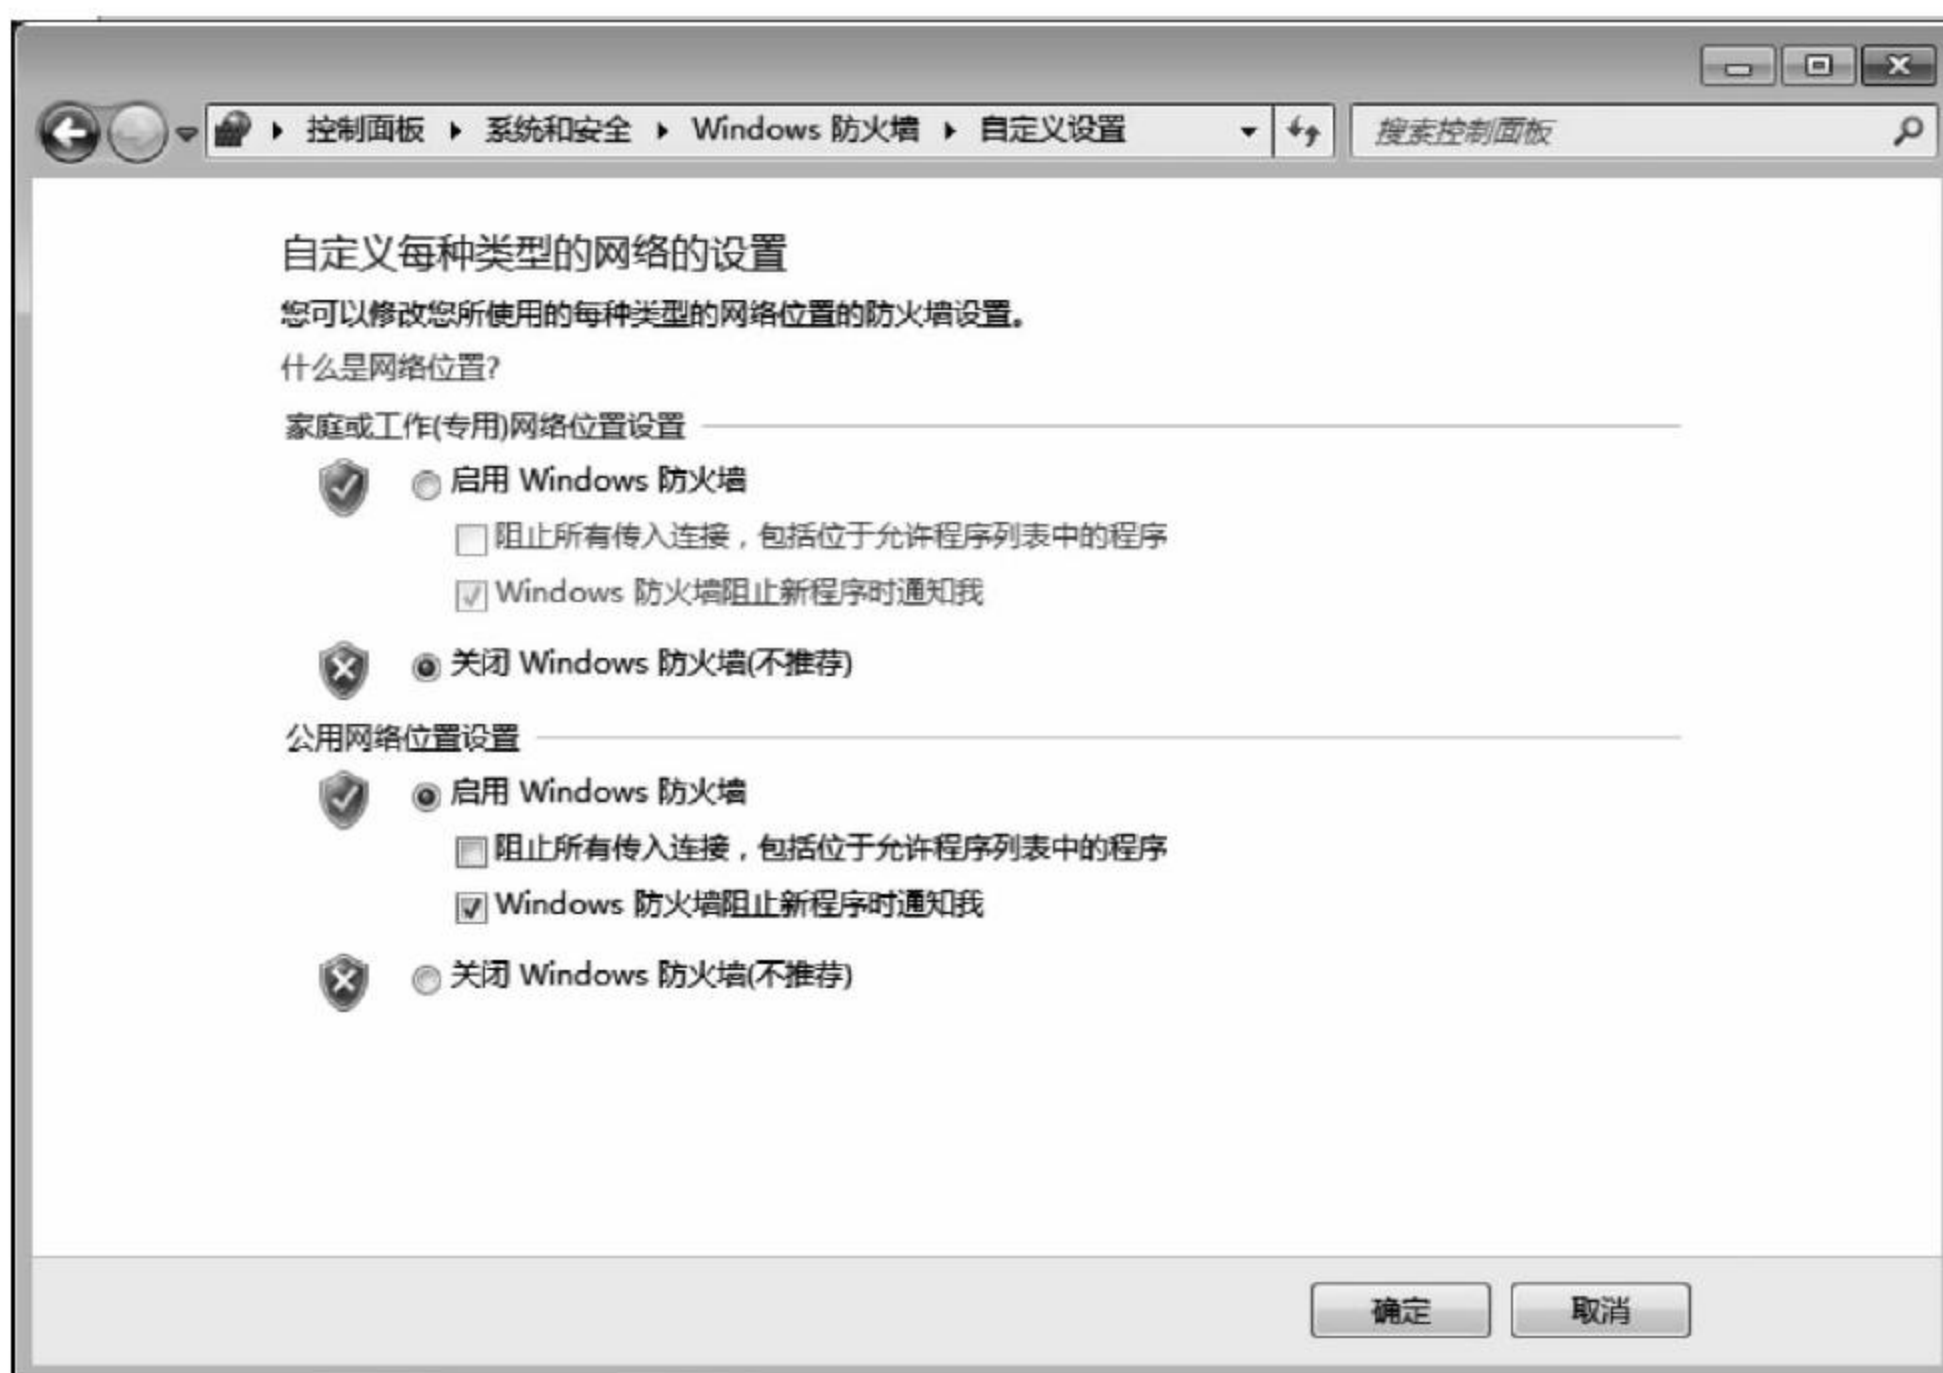 控制面板 系统和安全 Windows 防火墙 自定义设置 搜索控制面板
自定义每种类型的网络的设置
您可以修改您所使用的每种类型的网络位置的防火墙设置。
什么是网络位置?
家庭或工作(专用)网络位置设置
启用 Windows 防火墙
阻止所有传入连接，包括位于允许程序列表中的程序
Windows 防火墙阻止新程序时通知我
关闭 Windows 防火墙(不推荐)
公用网络位置设置
启用 Windows 防火墙
阻止所有传入连接，包括位于允许程序列表中的程序
Windows 防火墙阻止新程序时通知我
关闭 Windows 防火墙(不推荐)
确定 取消